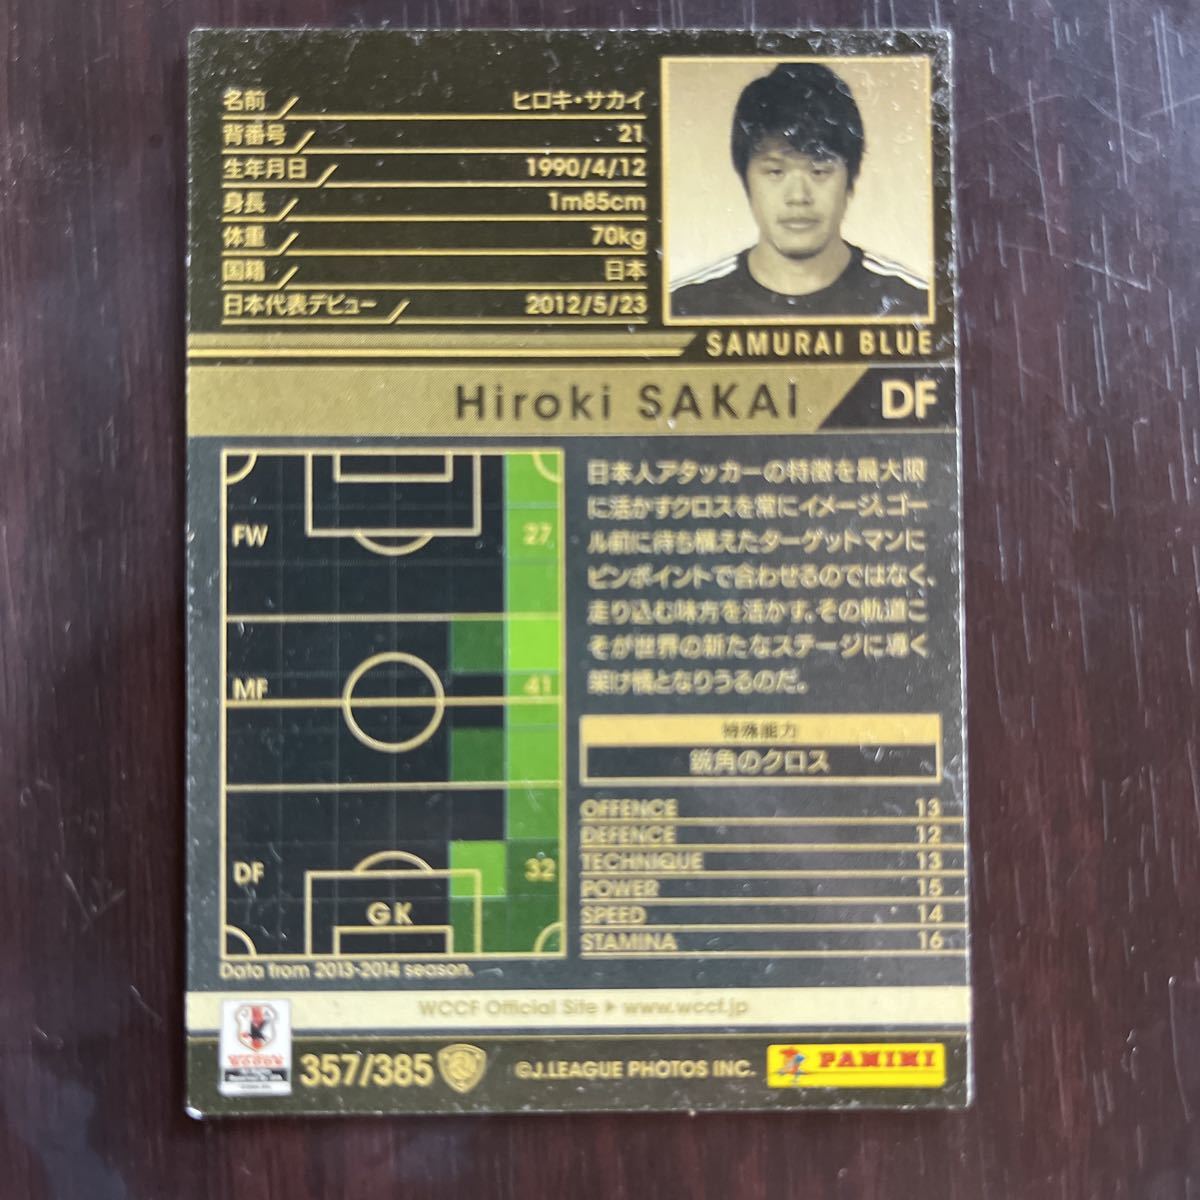 名前 ヒロキ・サカイ
背番号 21
生年月日 1990/4/12
身長 1m85cm
体重 70kg
国籍 日本
日本代表デビュー 2012/5/23
SAMURAI BLUE
Hiroki SAKAI DF
FW 27
MF 41
DF 32
GK
Data from 2013-2014 season.
日本人アタッカーの特徴を最大限
に活かすクロスを常にイメージ。ゴー
ル前に待ち構えたターゲットマンに
ピンポイントで合わせるのではなく、
走り込む味方を活かす。その軌道こ
そが世界の新たなステージに導く
架け橋となりうるのだ。
特殊能力
鋭角のクロス
OFFENCE 13
DEFENCE 12
TECHNIQUE 13
POWER 15
SPEED 14
STAMINA 16
WCCF Official Site ▶ www.wccf.jp
357/385
©J.LEAGUE PHOTOS INC.
PANINI